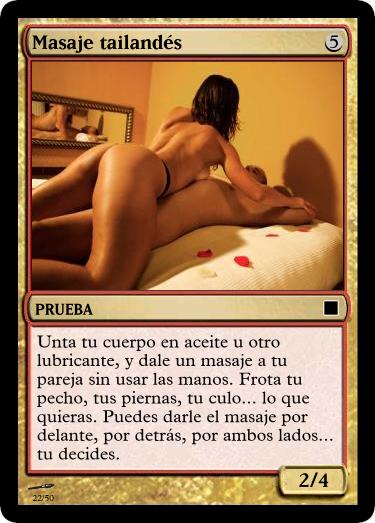 Masaje tailandés 5
PRUEBA
Unta tu cuerpo en aceite u otro
lubricante, y dale un masaje a tu
pareja sin usar las manos. Frota tu
pecho, tus piernas, tu culo... lo que
quieras. Puedes darle el masaje por
delante, por detrás, por ambos lados...
tu decides.
2/4
22/50